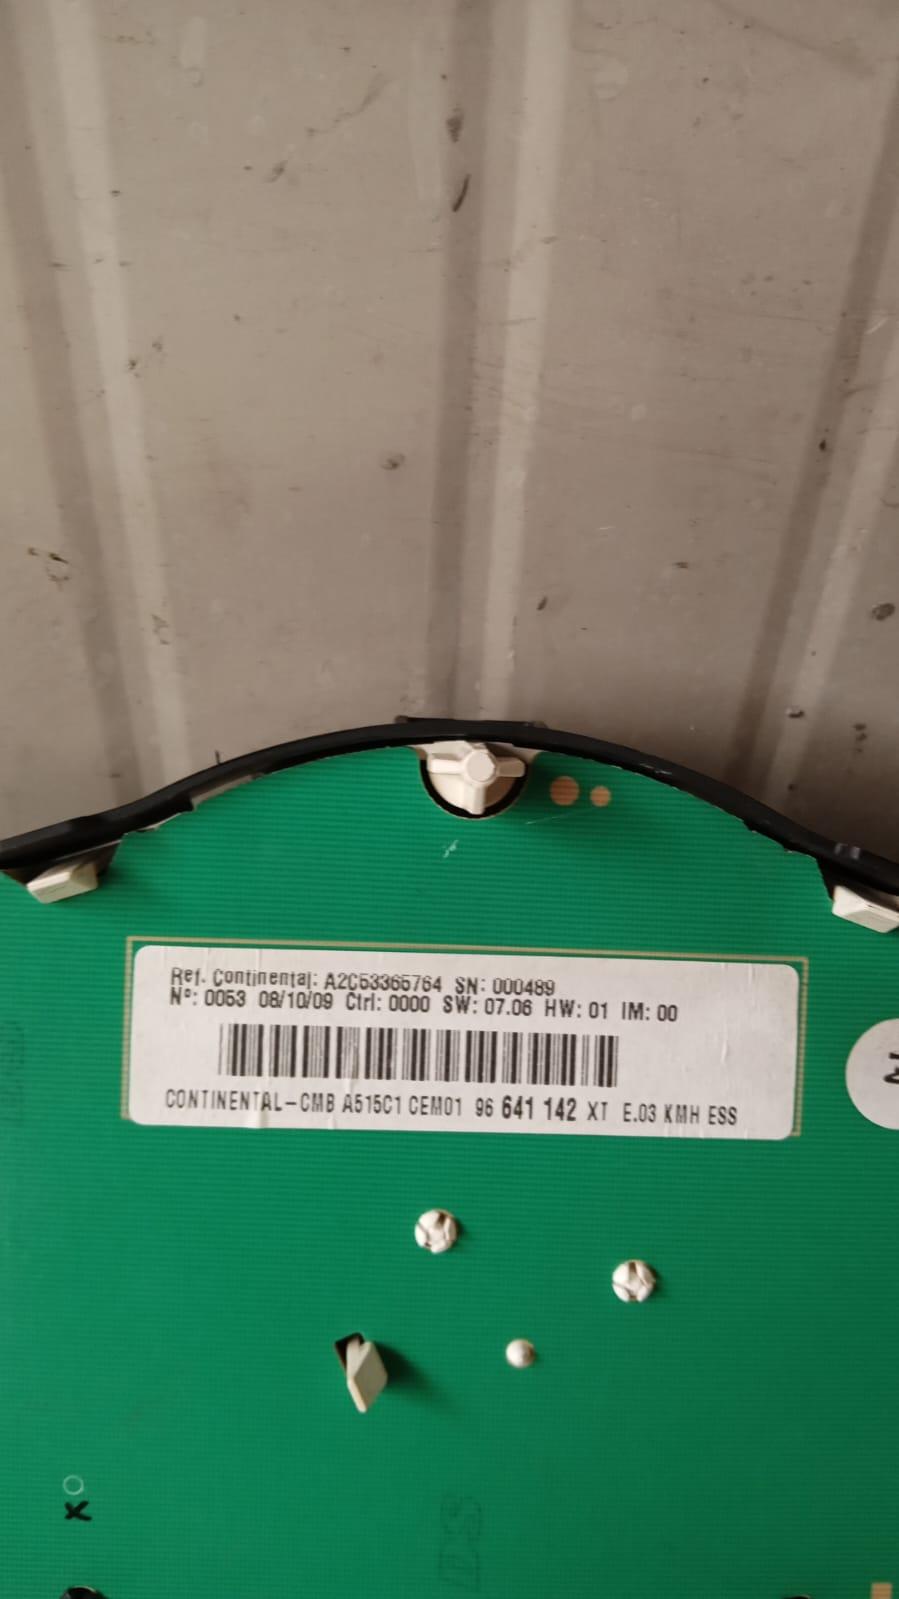 Ref. Continental: A2C53365764 SN: 000489
Nº: 0053 08/10/09 Ctrl: 0000 SW: 07.06 HW: 01 IM: 00
CONTINENTAL-CMB A515C1 CEM01 96 641 142 XT E.03 KMH ESS
X